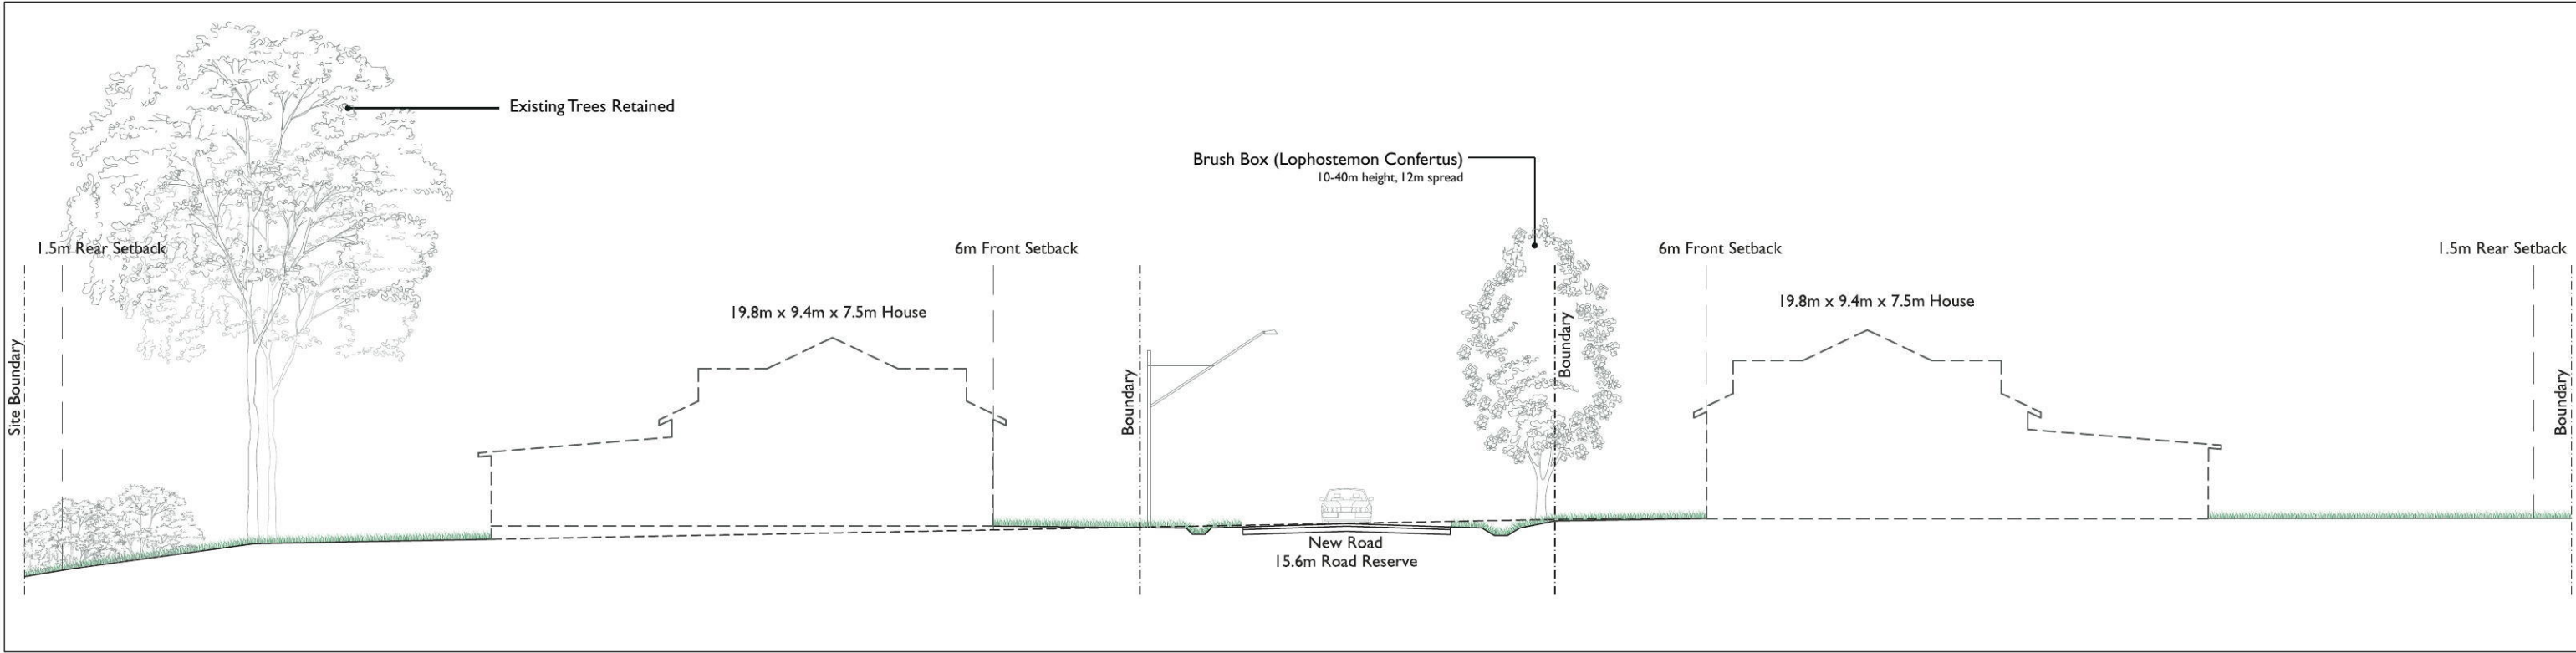 Existing Trees Retained
Brush Box (Lophostemon Confertus)
10-40m height, 12m spread
1.5m Rear Setback
6m Front Setback
6m Front Setback
1.5m Rear Setback
19.8m x 9.4m x 7.5m House
19.8m x 9.4m x 7.5m House
Site Boundary
Boundary
Boundary
Boundary
New Road
15.6m Road Reserve